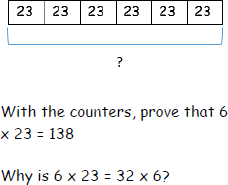 23 23 23 23 23 23
?
With the counters, prove that 6
x 23 = 138
Why is 6 x 23 = 32 x 6?